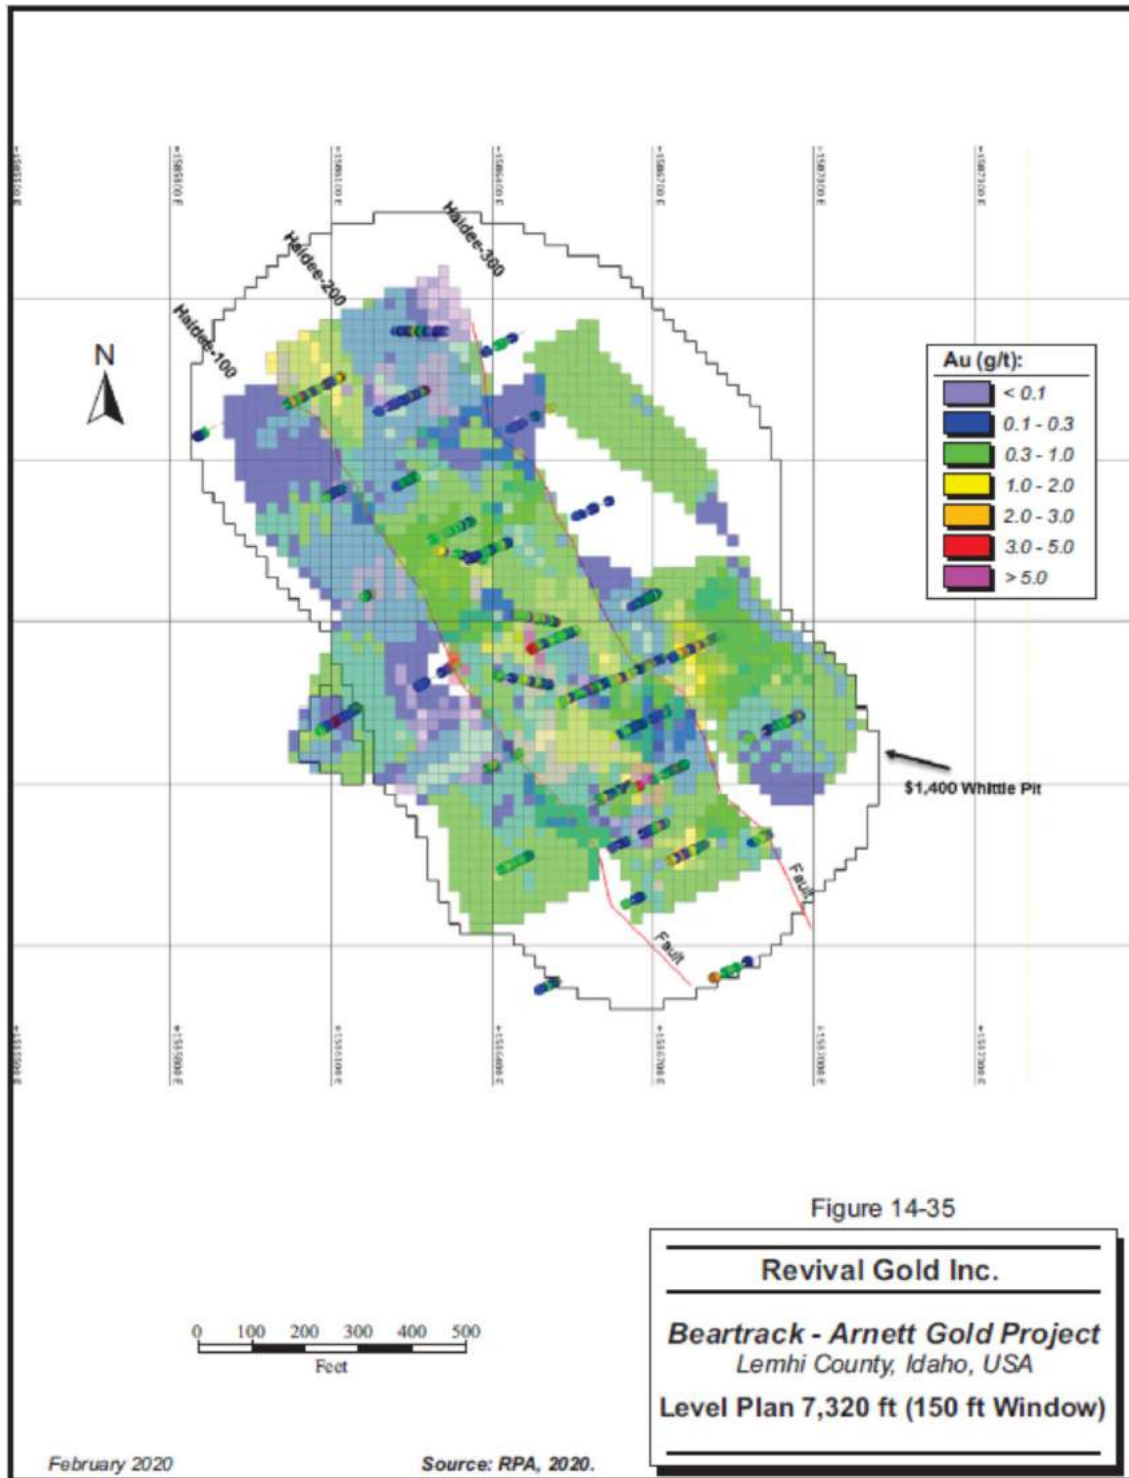 Haidee-300
Haidee-200
Haidee-100
N
Au (g/t):
< 0.1
0.1 - 0.3
0.3 - 1.0
1.0 - 2.0
2.0 - 3.0
3.0 - 5.0
> 5.0
$1,400 Whittle Pit
Fault
Fault
Figure 14-35
Revival Gold Inc.
Beartrack - Arnett Gold Project
Lemhi County, Idaho, USA
Level Plan 7,320 ft (150 ft Window)
0 100 200 300 400 500
Feet
February 2020
Source: RPA, 2020.